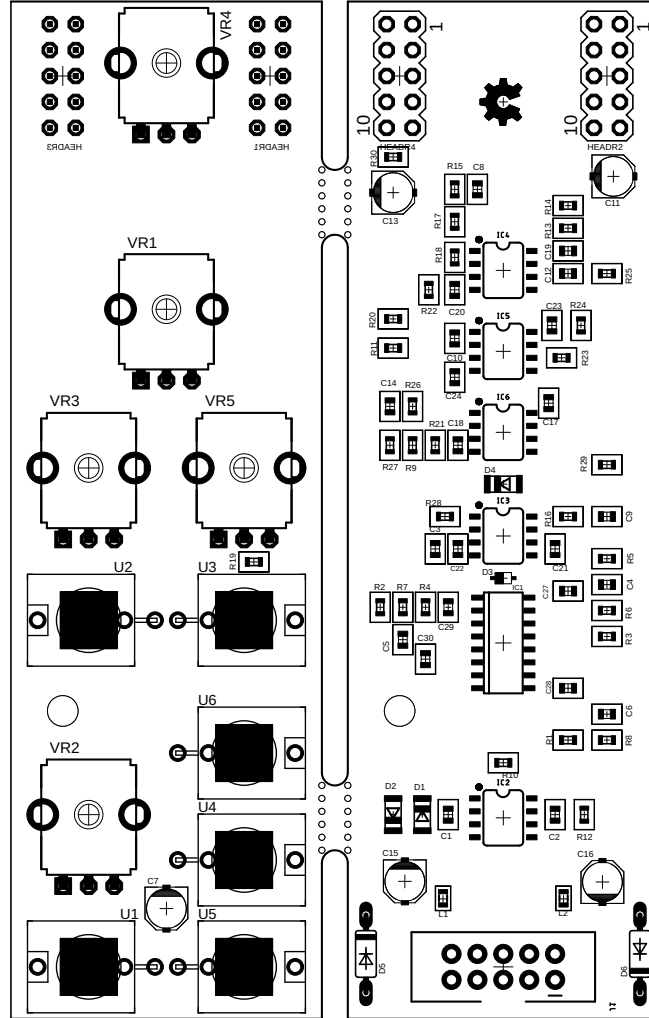 VR4
1
1
10
10
HEADR3
HEADR1
HEADR4
HEADR2
R30
C13
C11
R15
C8
R17
R14
R13
C19
C12
R25
R18
IC4
R22
C20
VR1
R20
R11
IC5
C10
C24
C23
R24
R23
C14
R26
IC6
C17
VR3
VR5
R27
R9
R21
C18
R29
D4
R28
IC3
C3
C22
R16
C9
C21
R19
R5
U2
U3
D3
IC1
C27
C4
R2
R7
R4
C29
R6
C5
C30
R3
C28
U6
C6
VR2
R1
R8
R10
IC2
D2
D1
C1
C2
R12
U4
C15
C16
C7
U1
U5
L1
L2
D5
D6
J1